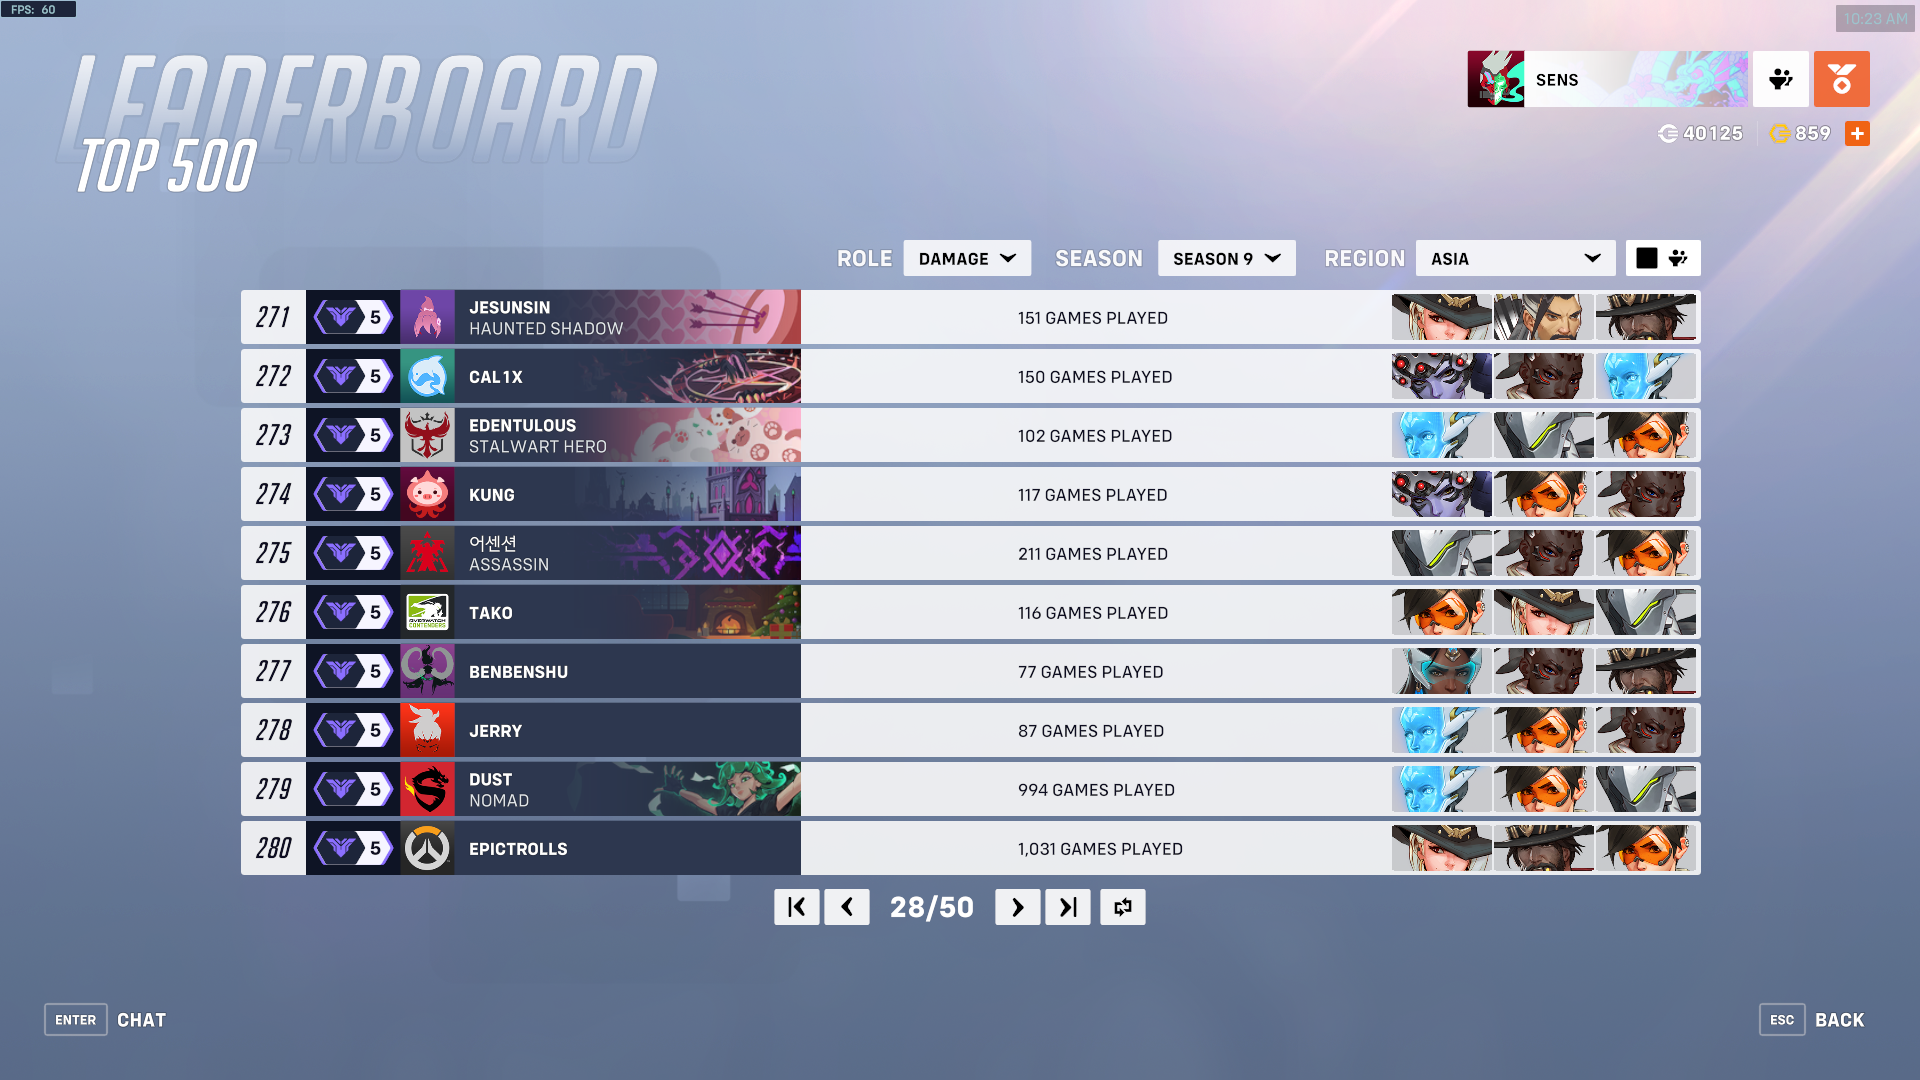 FPS: 60
10:23 AM
LEADERBOARD
TOP 500
SENS
40125
859
ROLE DAMAGE SEASON SEASON 9 REGION ASIA
271 5 JESUNSIN 151 GAMES PLAYED
HAUNTED SHADOW
272 5 CAL1X 150 GAMES PLAYED
273 5 EDENTULOUS 102 GAMES PLAYED
STALWART HERO
274 5 KUNG 117 GAMES PLAYED
275 5 어센션 211 GAMES PLAYED
ASSASSIN
276 5 TAKO 116 GAMES PLAYED
OVERWATCH
CONTENDERS
277 5 BENBENSHU 77 GAMES PLAYED
278 5 JERRY 87 GAMES PLAYED
279 5 DUST 994 GAMES PLAYED
NOMAD
280 5 EPICTROLLS 1,031 GAMES PLAYED
28/50
ENTER CHAT
ESC BACK